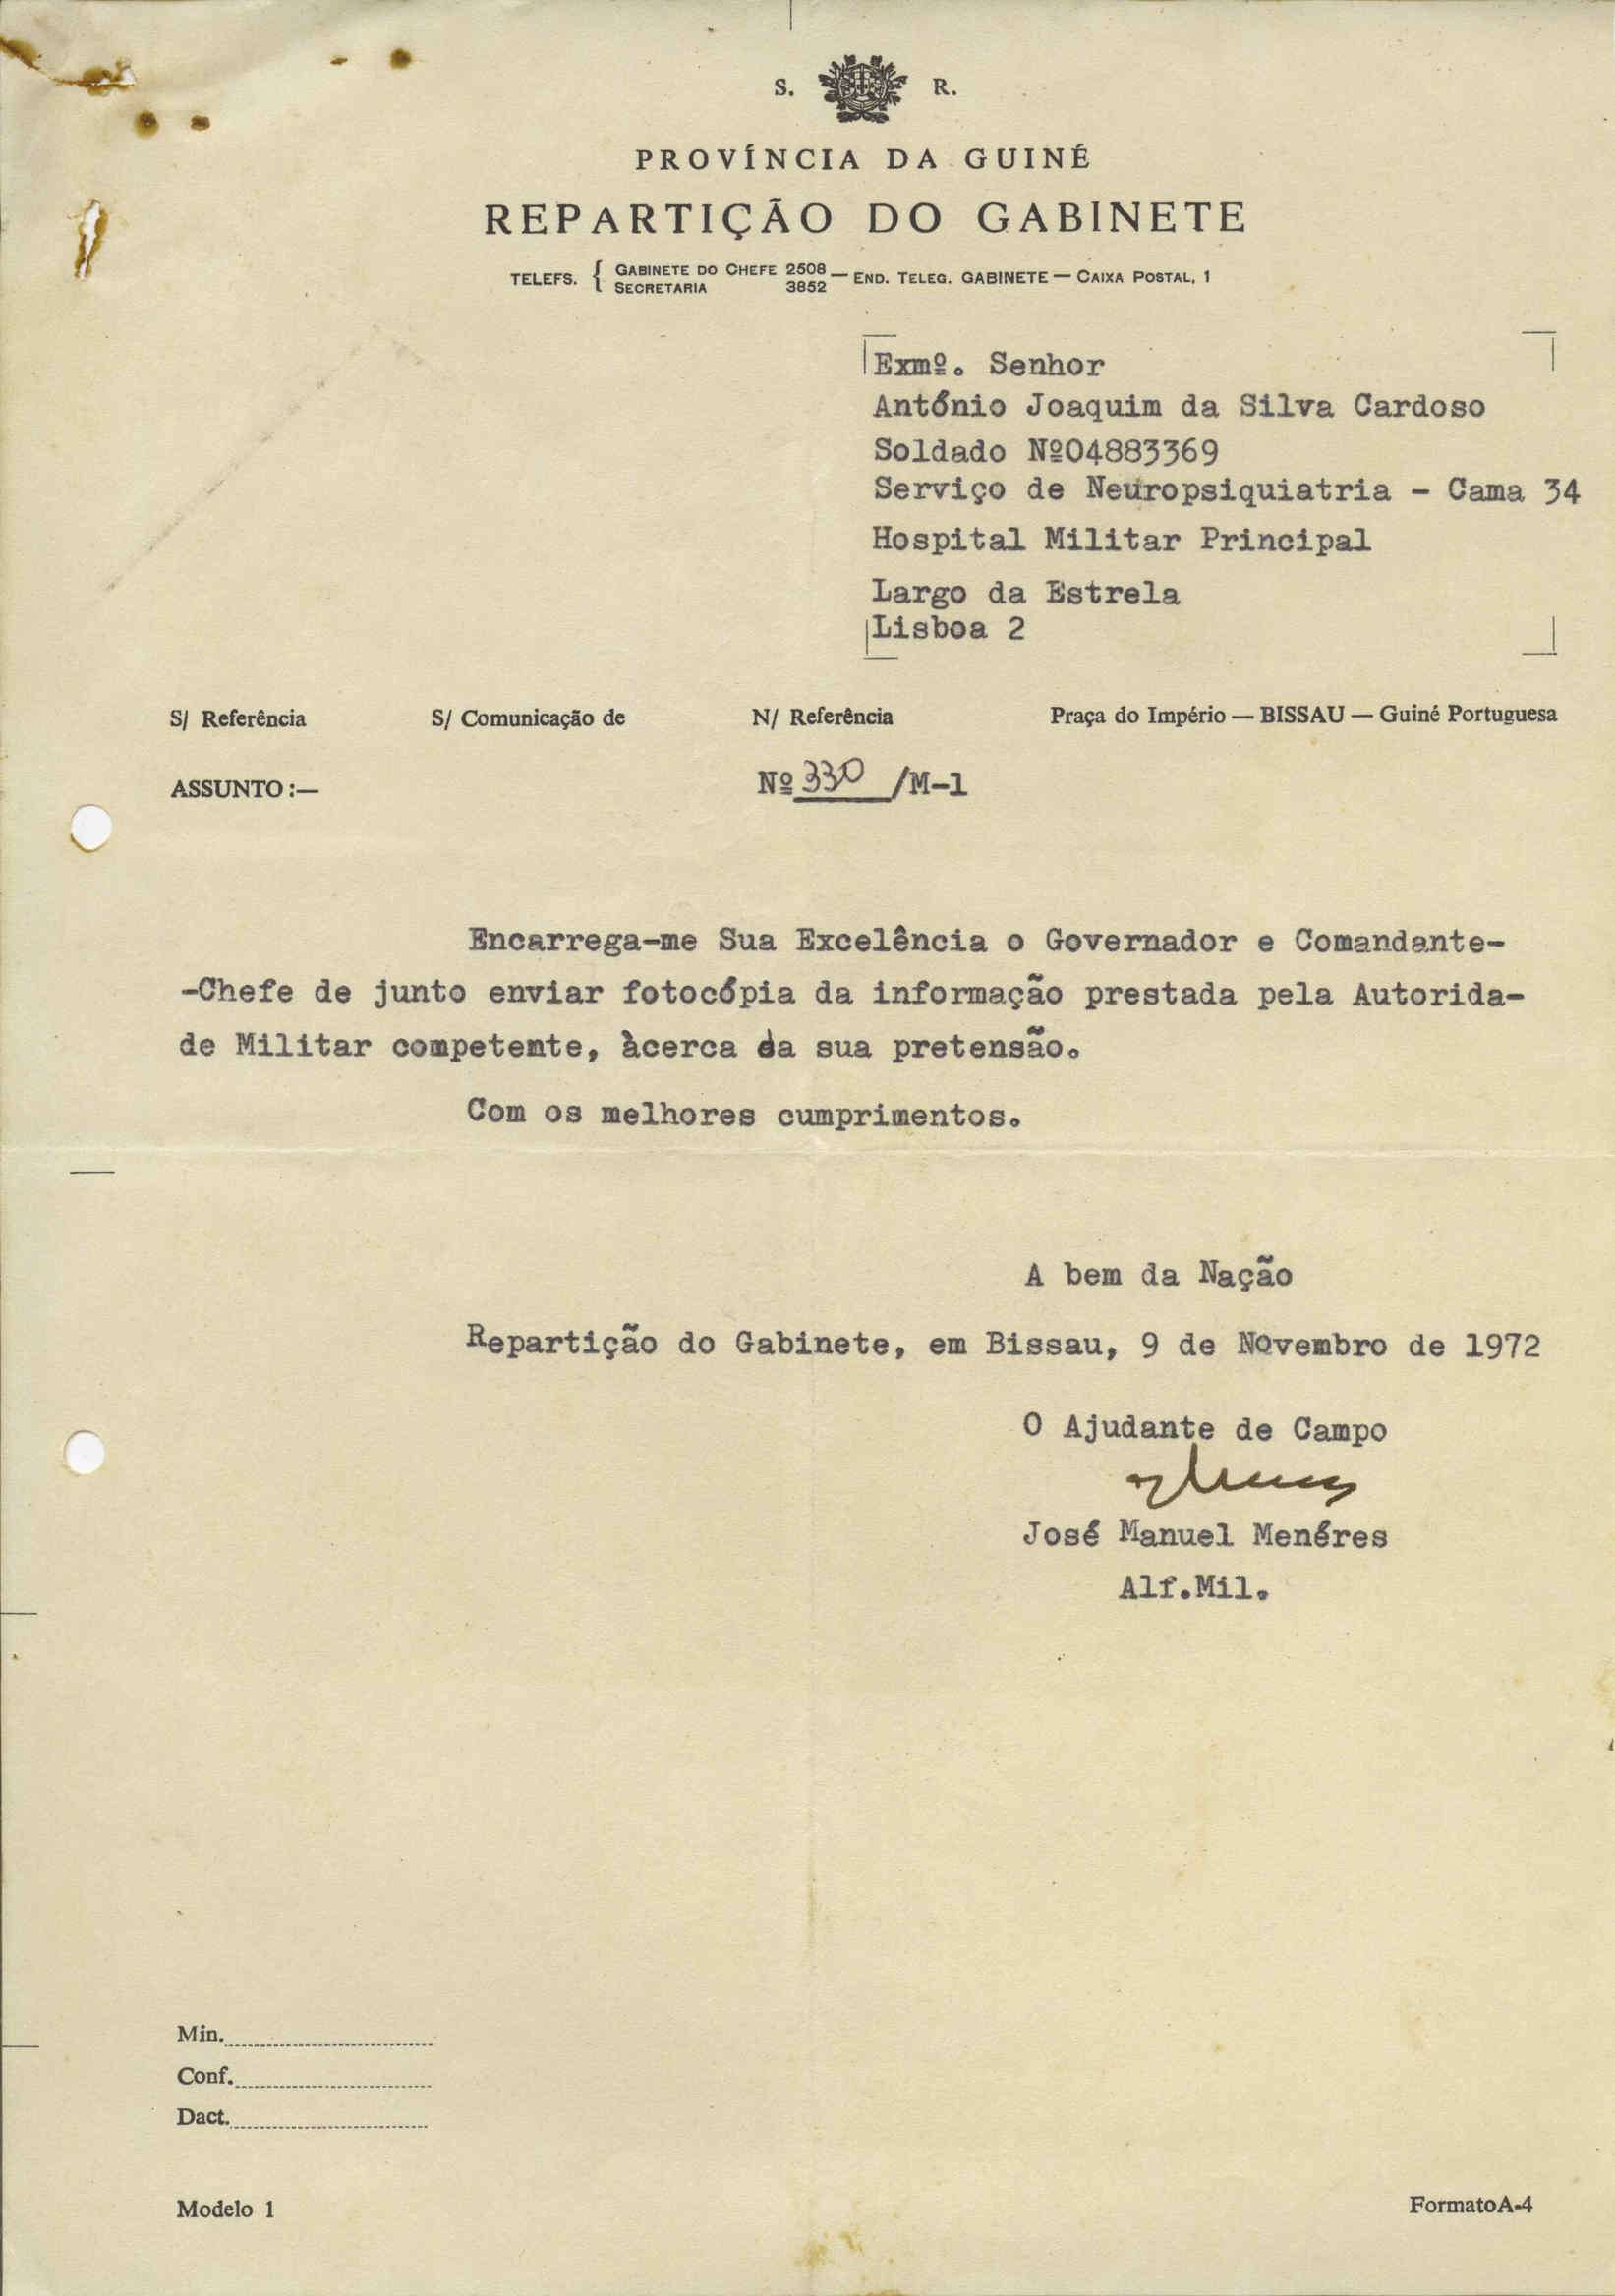 S. R.
PROVÍNCIA DA GUINÉ
REPARTIÇÃO DO GABINETE
TELEFS. { GABINETE DO CHEFE 2508 — END. TELEG. GABINETE — CAIXA POSTAL, 1
SECRETARIA 3852
Exmº. Senhor
António Joaquim da Silva Cardoso
Soldado Nº04883369
Serviço de Neuropsiquiatria - Cama 34
Hospital Militar Principal
Largo da Estrela
Lisboa 2
S/ Referência S/ Comunicação de N/ Referência Praça do Império — BISSAU — Guiné Portuguesa
ASSUNTO :— Nº 330 /M-1
Encarrega-me Sua Excelência o Governador e Comandante-
-Chefe de junto enviar fotocópia da informação prestada pela Autorida-
de Militar competente, àcerca da sua pretensão.
Com os melhores cumprimentos.
A bem da Nação
Repartição do Gabinete, em Bissau, 9 de Novembro de 1972
O Ajudante de Campo
José Manuel Menéres
Alf.Mil.
Min.
Conf.
Dact.
Modelo 1 Formato A-4